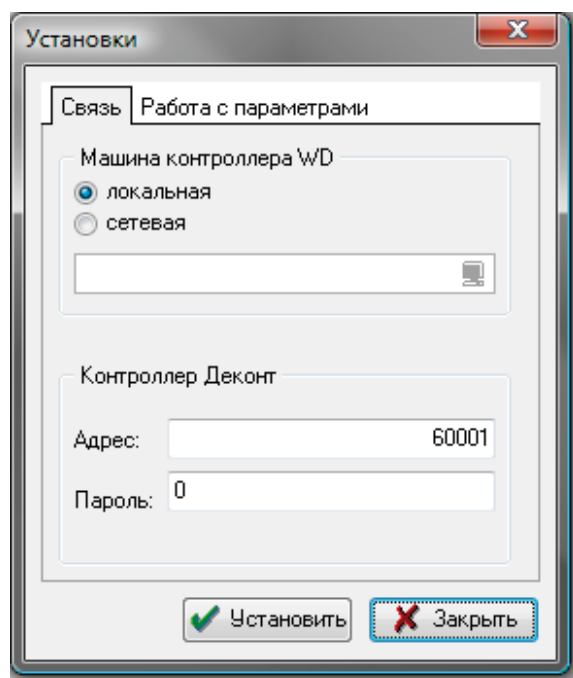 Установки
Связь Работа с параметрами
Машина контроллера WD
локальная
сетевая
Контроллер Деконт
Адрес: 60001
Пароль: 0
Установить Закрыть